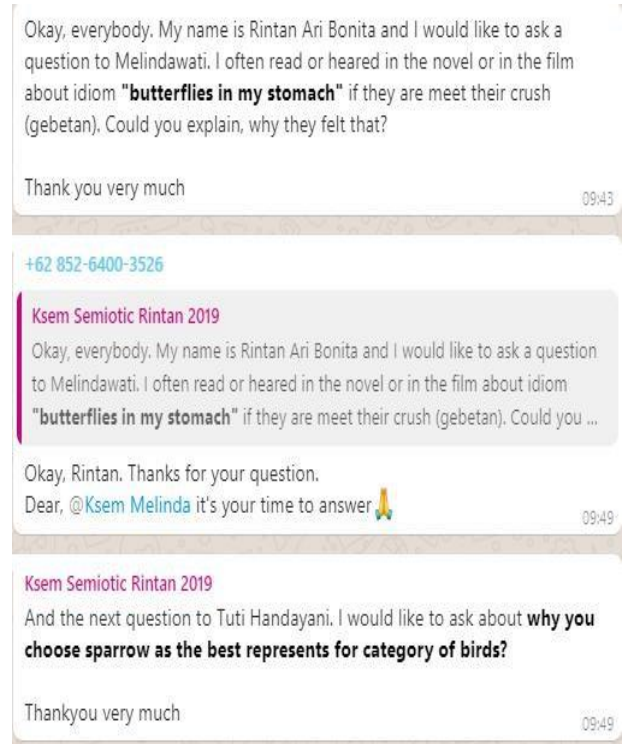 Okay, everybody. My name is Rintan Ari Bonita and I would like to ask a
question to Melindawati. I often read or heared in the novel or in the film
about idiom "butterflies in my stomach" if they are meet their crush
(gebetan). Could you explain, why they felt that?
Thank you very much
09:43
+62 852-6400-3526
Ksem Semiotic Rintan 2019
Okay, everybody. My name is Rintan Ari Bonita and I would like to ask a question
to Melindawati. I often read or heared in the novel or in the film about idiom
"butterflies in my stomach" if they are meet their crush (gebetan). Could you ...
Okay, Rintan. Thanks for your question.
Dear, @Ksem Melinda it's your time to answer🙏
09:49
Ksem Semiotic Rintan 2019
And the next question to Tuti Handayani. I would like to ask about why you
choose sparrow as the best represents for category of birds?
Thankyou very much
09:49